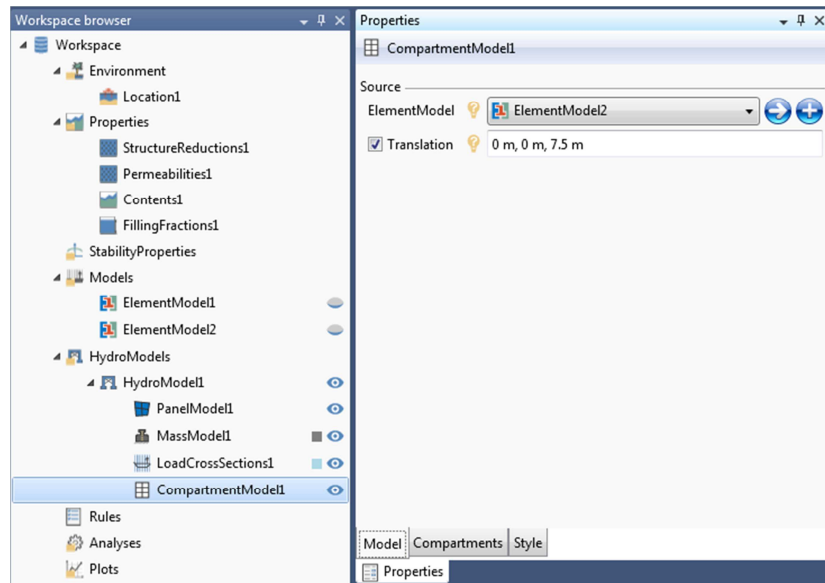 Workspace browser
Workspace
Environment
Location1
Properties
StructureReductions1
Permeabilities1
Contents1
FillingFractions1
StabilityProperties
Models
ElementModel1
ElementModel2
HydroModels
HydroModel1
PanelModel1
MassModel1
LoadCrossSections1
CompartmentModel1
Rules
Analyses
Plots
Properties
CompartmentModel1
Source
ElementModel ElementModel2
Translation 0 m, 0 m, 7.5 m
Model Compartments Style
Properties